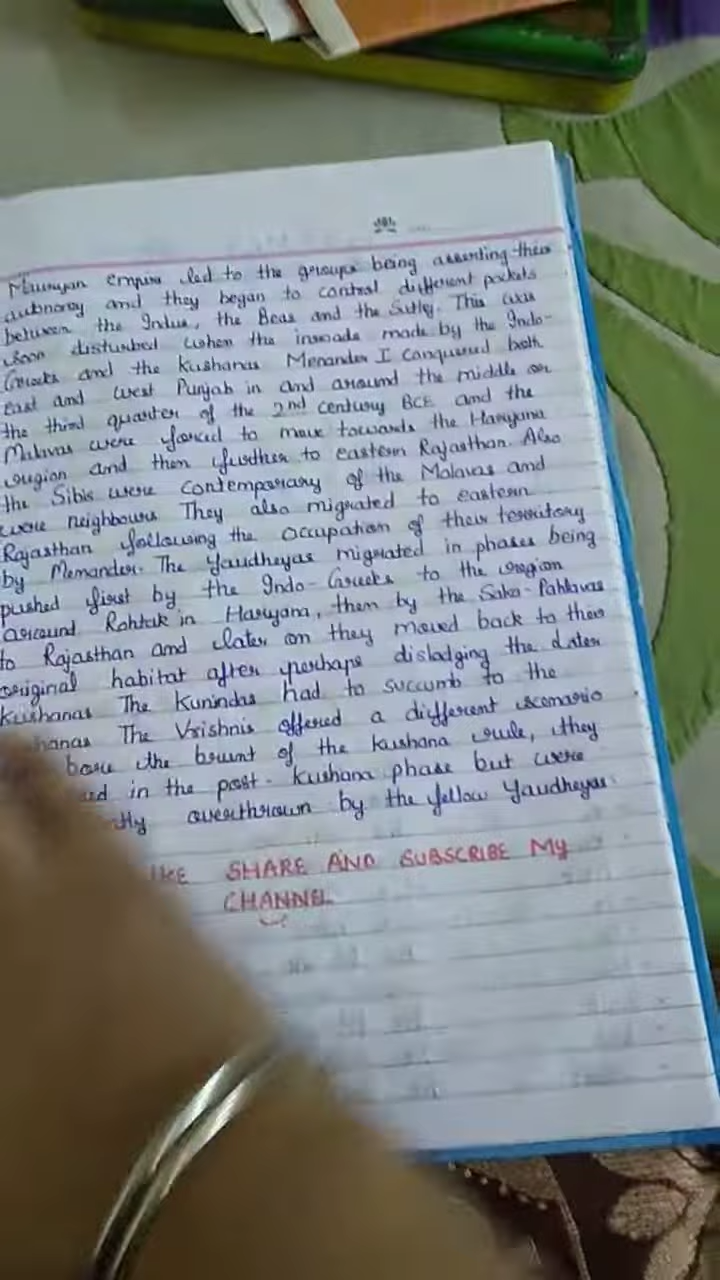 Mauryan empire led to the groups being asserting their
autonomy and they began to control different pockets
between the Indus, the Beas and the Sutlej. This was
soon disturbed when the inroads made by the Indo-
Greeks and the Kushanas Menander I conquered both
east and west Punjab in and around the middle or
the third quarter of the 2nd century BCE and the
Malavas were forced to move towards the Haryana
region and then further to eastern Rajasthan. Also
the Sibis were contemporary of the Malavas and
were neighbours They also migrated to eastern
Rajasthan following the occupation of their territory
by Menander. The Yaudheyas migrated in phases being
pushed first by the Indo-Greeks to the region
around Rohtak in Haryana, then by the Saka-Pahlavas
to Rajasthan and later on they moved back to their
original habitat after perhaps dislodging the later
Kushanas The Kunindas had to succumb to the
hanas The Vrishnis offered a different scenario
bore the brunt of the Kushana rule, they
in the post-Kushana phase but were
overthrown by the fellow Yaudheyas.
SHARE AND SUBSCRIBE My
CHANNEL